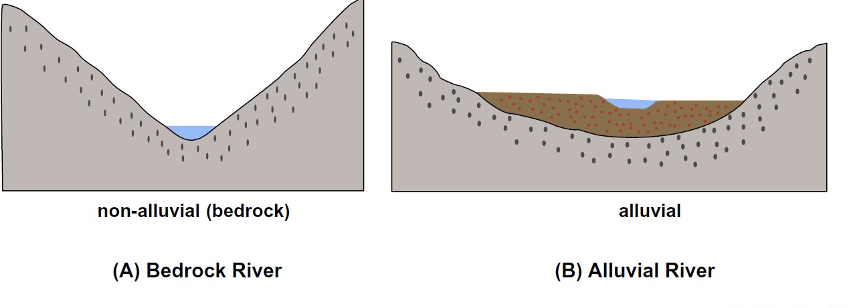 non-alluvial (bedrock)
alluvial
(A) Bedrock River
(B) Alluvial River